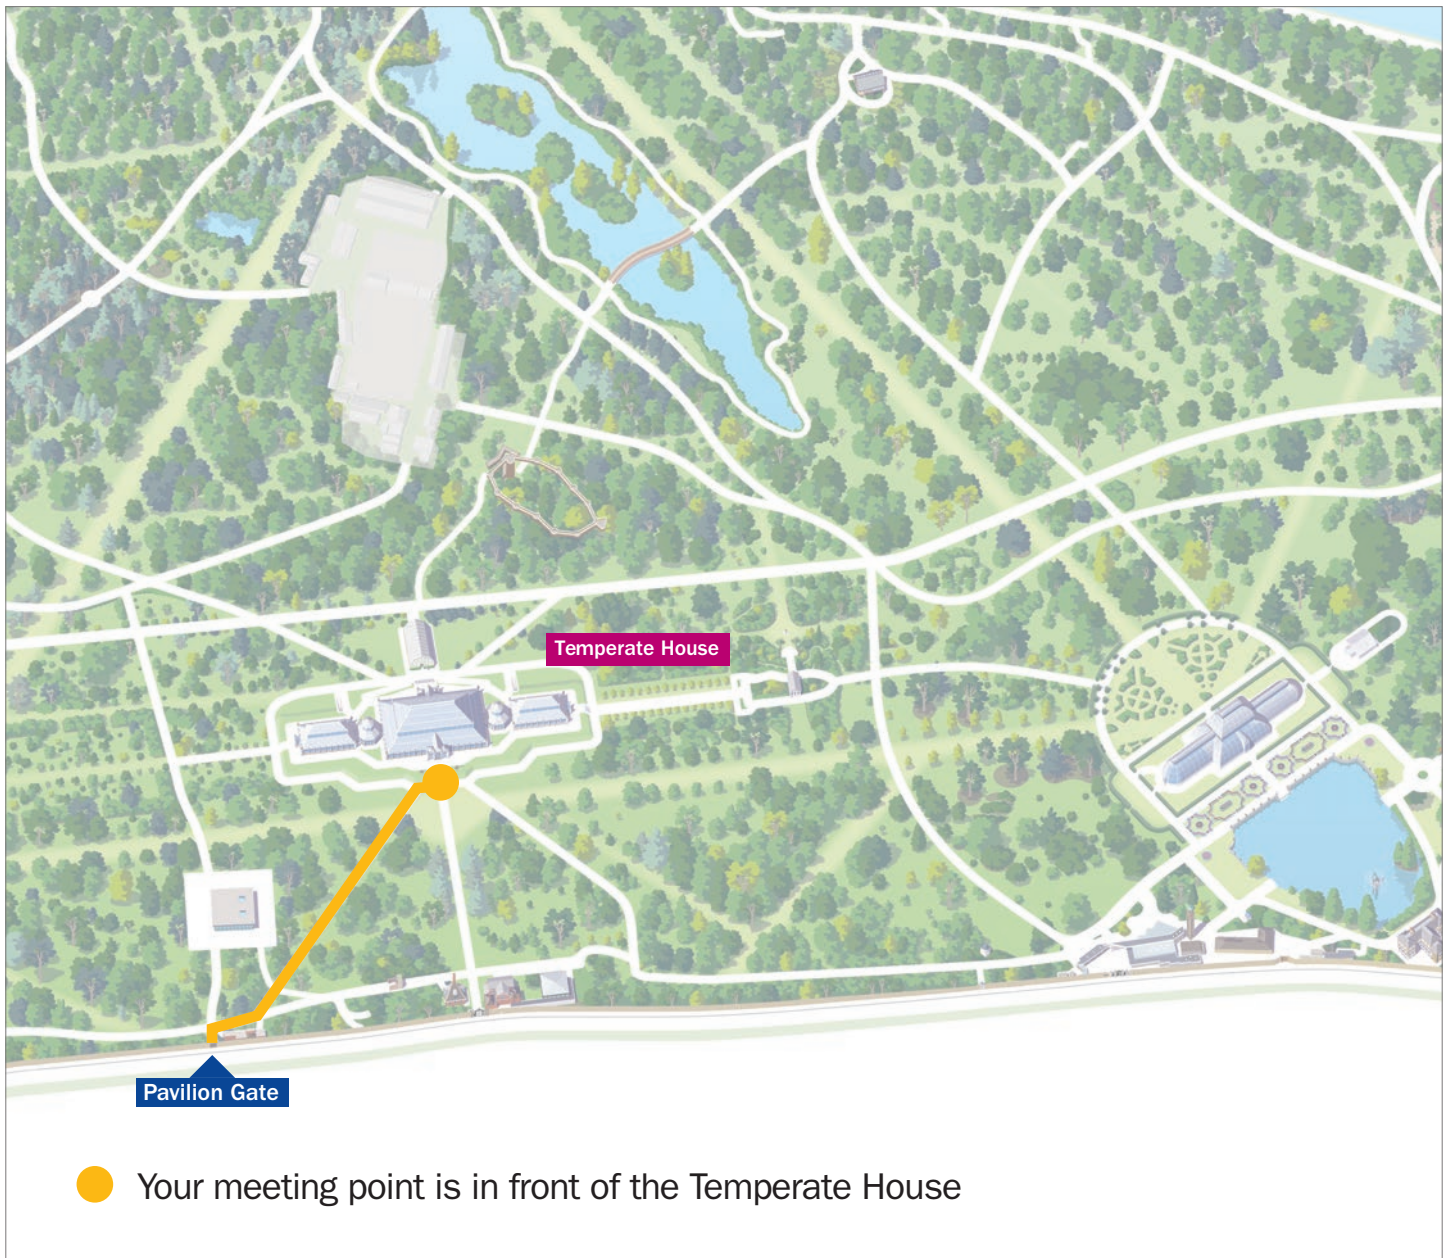 Temperate House
Pavilion Gate
Your meeting point is in front of the Temperate House